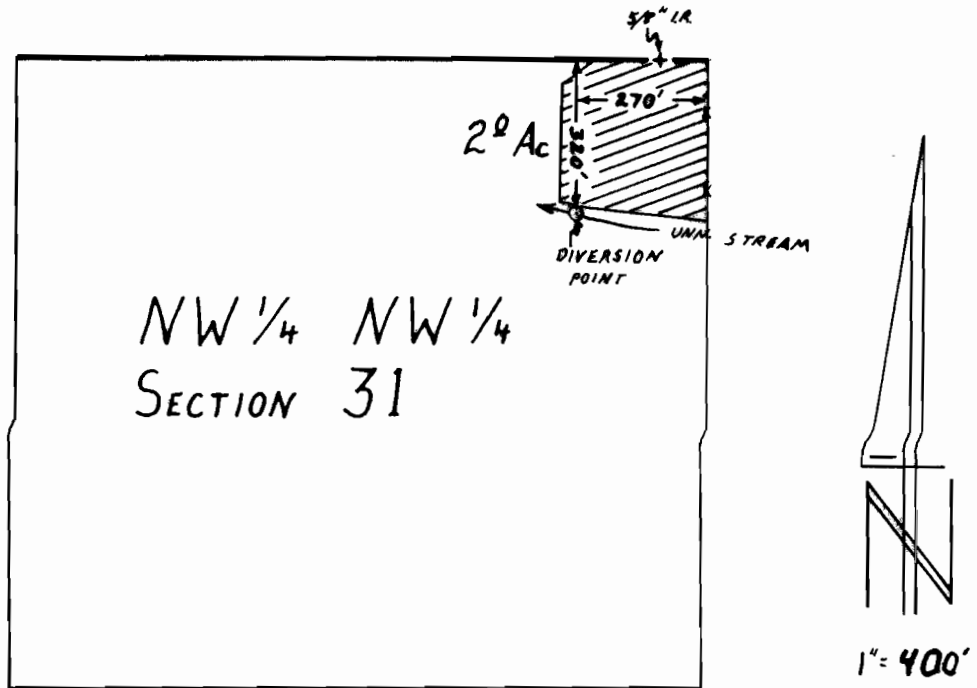 5/8" I.R.
270'
2.0 Ac
320'
UNN. STREAM
DIVERSION
POINT
NW 1/4 NW 1/4
SECTION 31
N
1" = 400'